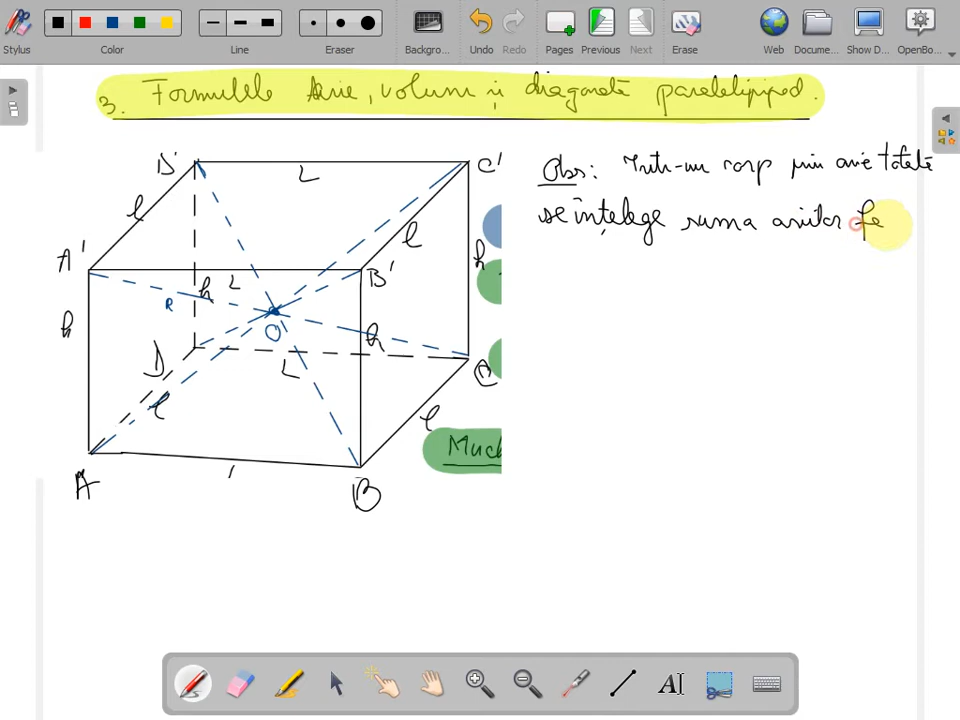 Stylus
Color
Line
Eraser
Backgro...
Undo
Redo
Pages
Previous
Next
Erase
Web
Docume...
Show D...
OpenBo...
3. Formulele Arie, volum și diagonală paralelipiped.
D' L C'
Obs: Într-un corp prin arie totală
se înțelege suma ariilor fe
l
l
A' L B'
h
h
R
h
O
h
D
L
C
l
l
Much
A
B